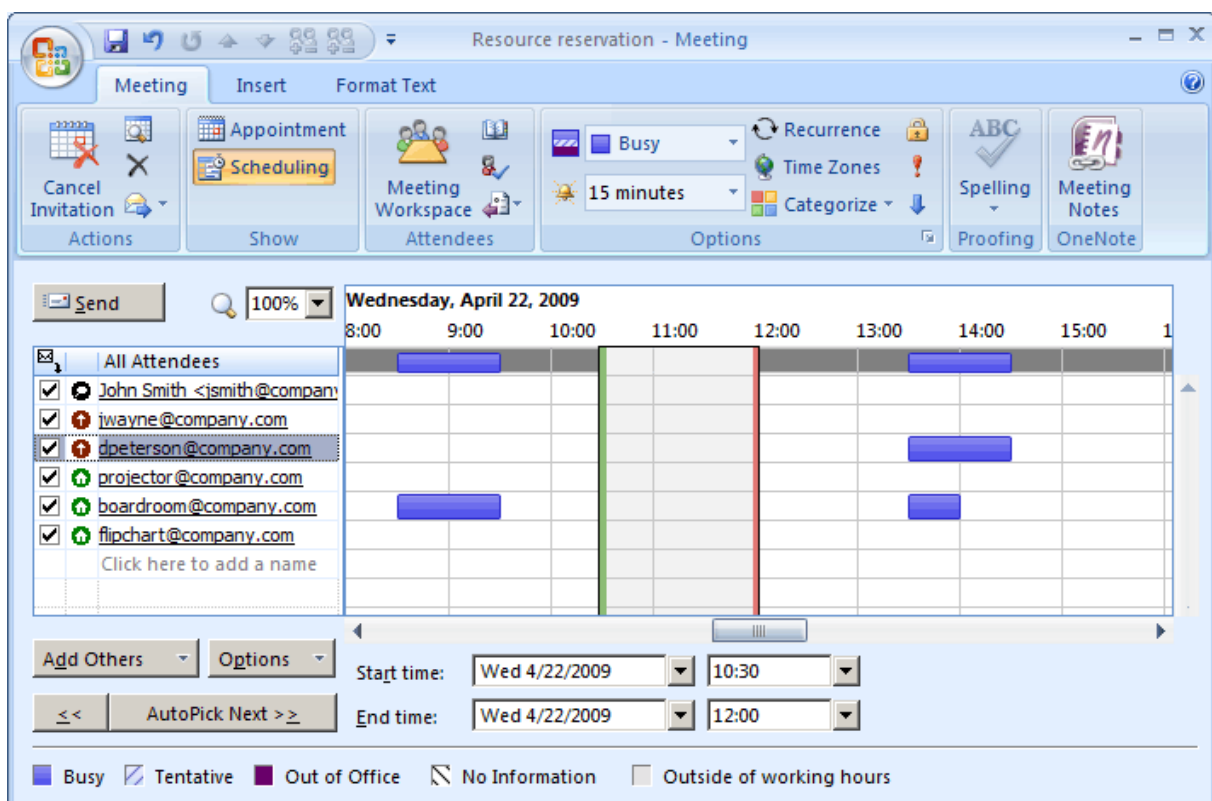 Resource reservation - Meeting
Meeting Insert Format Text
Appointment
Scheduling
Cancel
Invitation
Meeting
Workspace
Busy
15 minutes
Recurrence
Time Zones
Categorize
ABC
Spelling
Meeting
Notes
Actions Show Attendees Options Proofing OneNote
Send 100%
Wednesday, April 22, 2009
8:00 9:00 10:00 11:00 12:00 13:00 14:00 15:00 1
All Attendees
John Smith <jsmith@company
jwayne@company.com
dpeterson@company.com
projector@company.com
boardroom@company.com
flipchart@company.com
Click here to add a name
Add Others Options
Start time: Wed 4/22/2009 10:30
<< AutoPick Next >>
End time: Wed 4/22/2009 12:00
Busy Tentative Out of Office No Information Outside of working hours